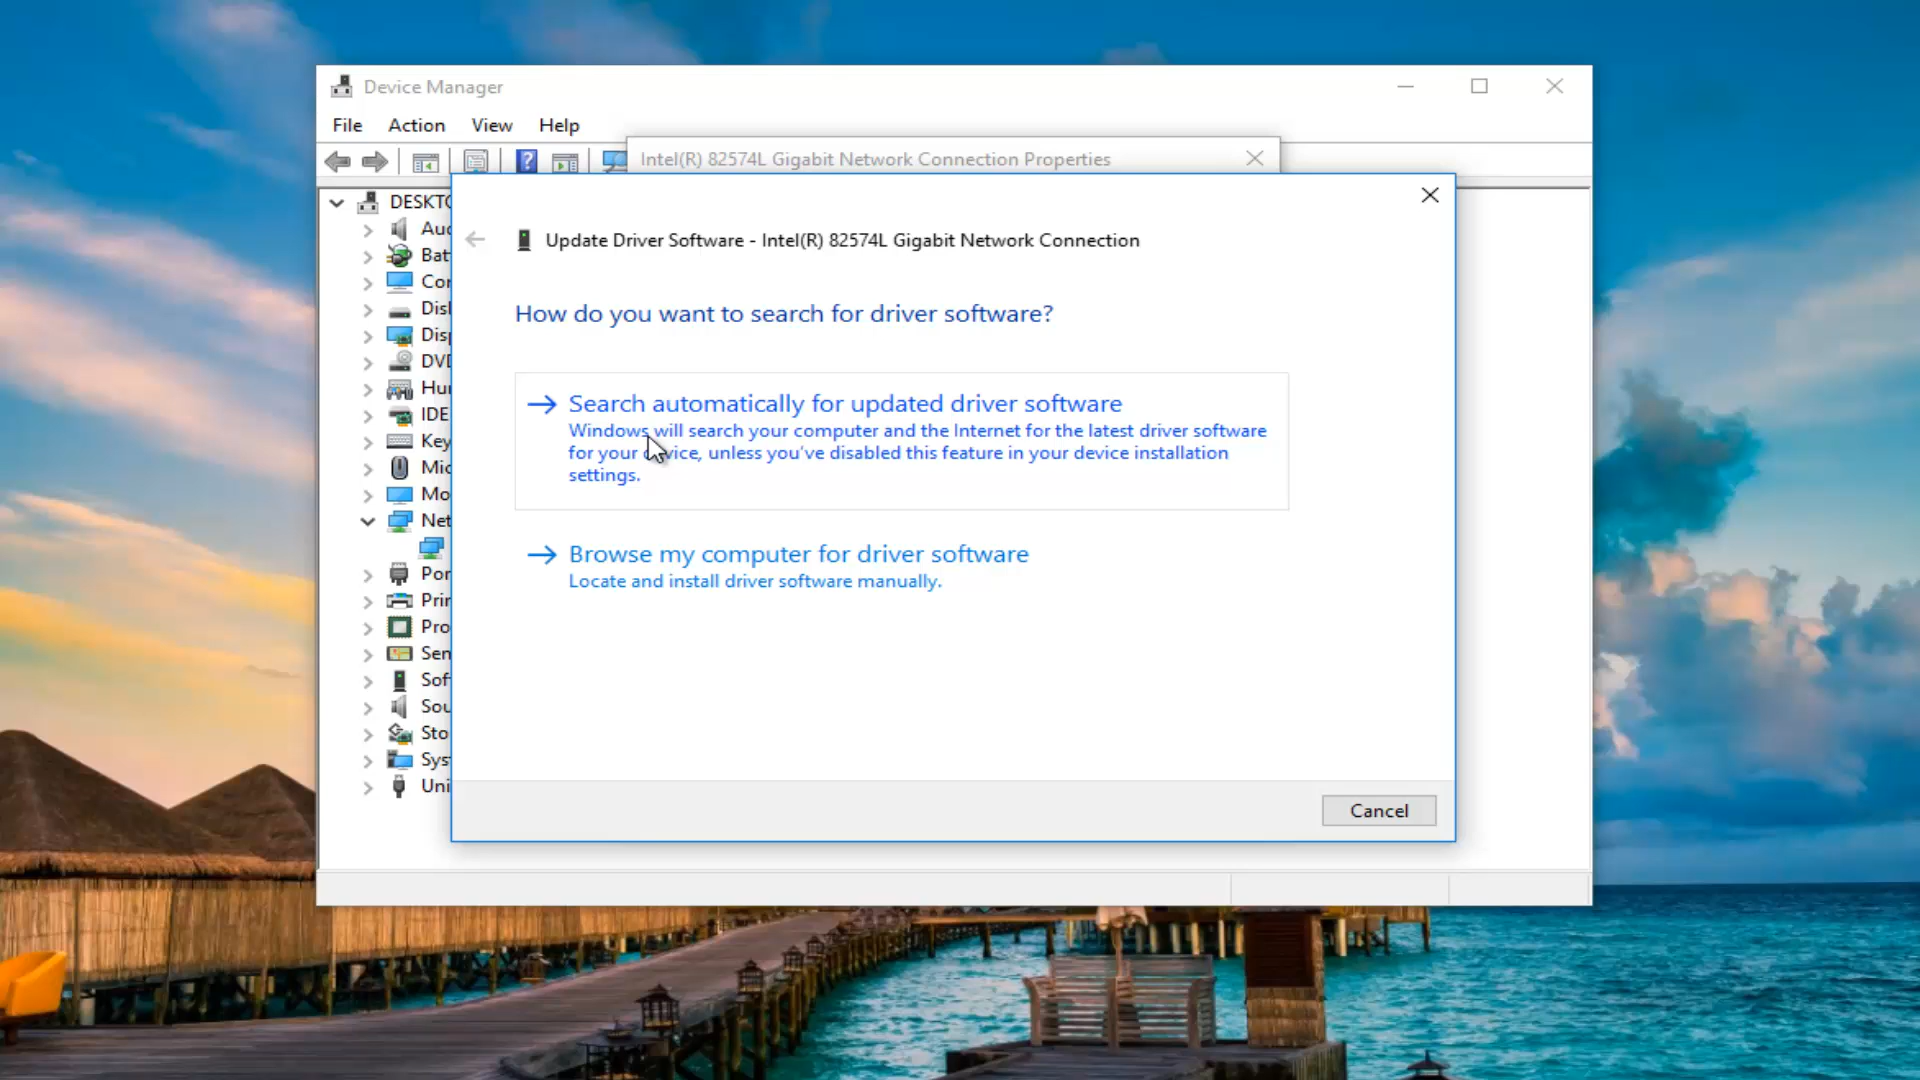 Device Manager
File Action View Help
Intel(R) 82574L Gigabit Network Connection Properties
DESKTO
Update Driver Software - Intel(R) 82574L Gigabit Network Connection
How do you want to search for driver software?
Search automatically for updated driver software
Windows will search your computer and the Internet for the latest driver software
for your device, unless you've disabled this feature in your device installation
settings.
Browse my computer for driver software
Locate and install driver software manually.
Aud
Bat
Cor
Disk
Disp
DVD
Hur
IDE
Key
Mic
Mo
Net
Por
Prin
Pro
Sen
Sof
Sou
Sto
Sys
Uni
Cancel